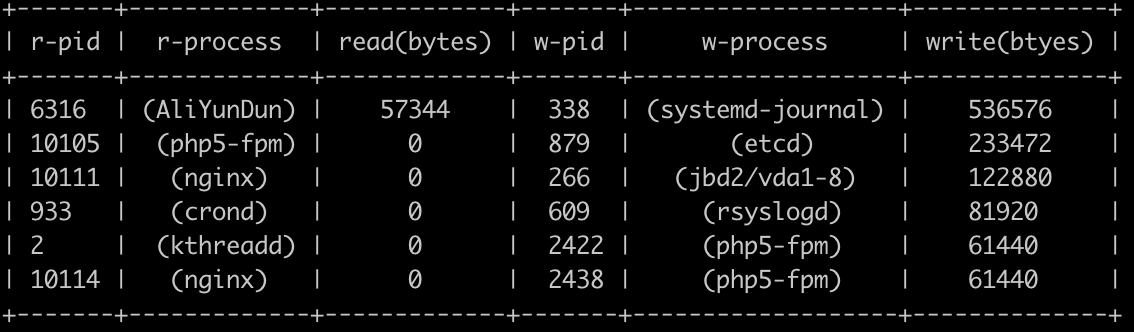 +-------+--------------+-------------+-------+-------------------+--------------+
| r-pid |  r-process   | read(bytes) | w-pid |     w-process     | write(btyes) |
+-------+--------------+-------------+-------+-------------------+--------------+
| 6316  | (AliYunDun)  |    57344    |  338  | (systemd-journal) |    536576    |
| 10105 |  (php5-fpm)  |      0      |  879  |      (etcd)       |    233472    |
| 10111 |   (nginx)    |      0      |  266  |   (jbd2/vda1-8)   |    122880    |
| 933   |   (crond)    |      0      |  609  |    (rsyslogd)     |    81920     |
| 2     |  (kthreadd)  |      0      |  2422 |    (php5-fpm)     |    61440     |
| 10114 |   (nginx)    |      0      |  2438 |    (php5-fpm)     |    61440     |
+-------+--------------+-------------+-------+-------------------+--------------+